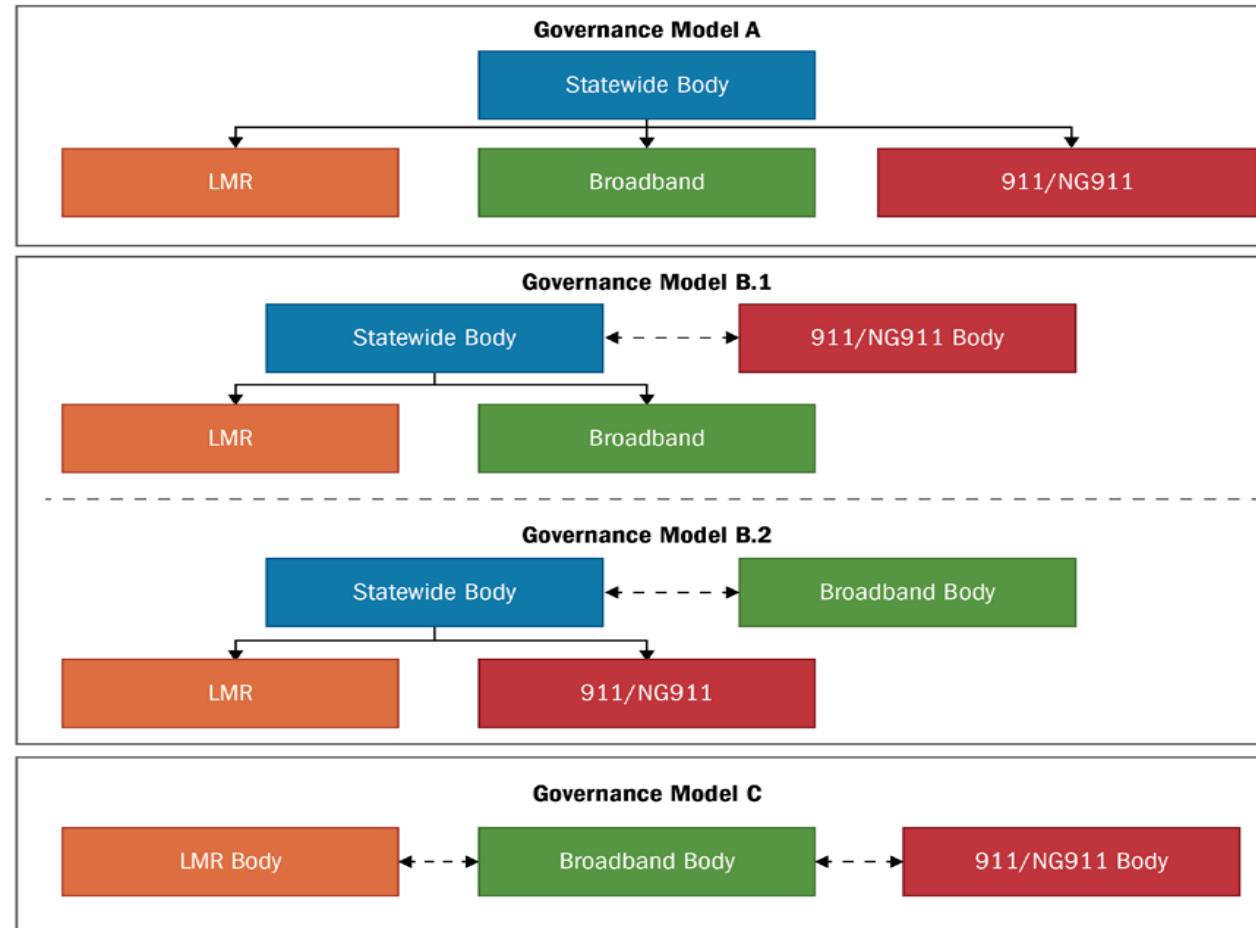 Governance Model A
Statewide Body
LMR
Broadband
911/NG911
Governance Model B.1
Statewide Body
911/NG911 Body
LMR
Broadband
Governance Model B.2
Statewide Body
Broadband Body
LMR
911/NG911
Governance Model C
LMR Body
Broadband Body
911/NG911 Body